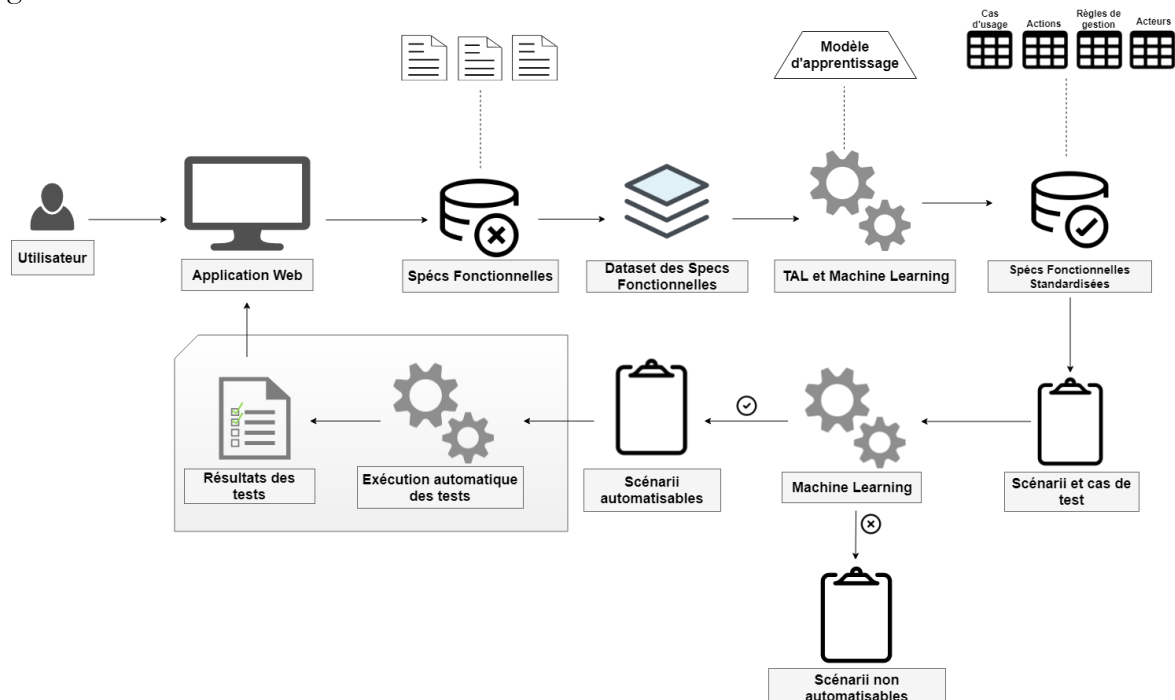 Cas
d'usage
Actions
Règles de
gestion
Acteurs
Modèle
d'apprentissage
Utilisateur
Application Web
Spécs Fonctionnelles
Dataset des Specs
Fonctionnelles
TAL et Machine Learning
Spécs Fonctionnelles
Standardisées
Résultats des
tests
Exécution automatique
des tests
Scénarii
automatisables
Machine Learning
Scénarii et cas de
test
Scénarii non
automatisables